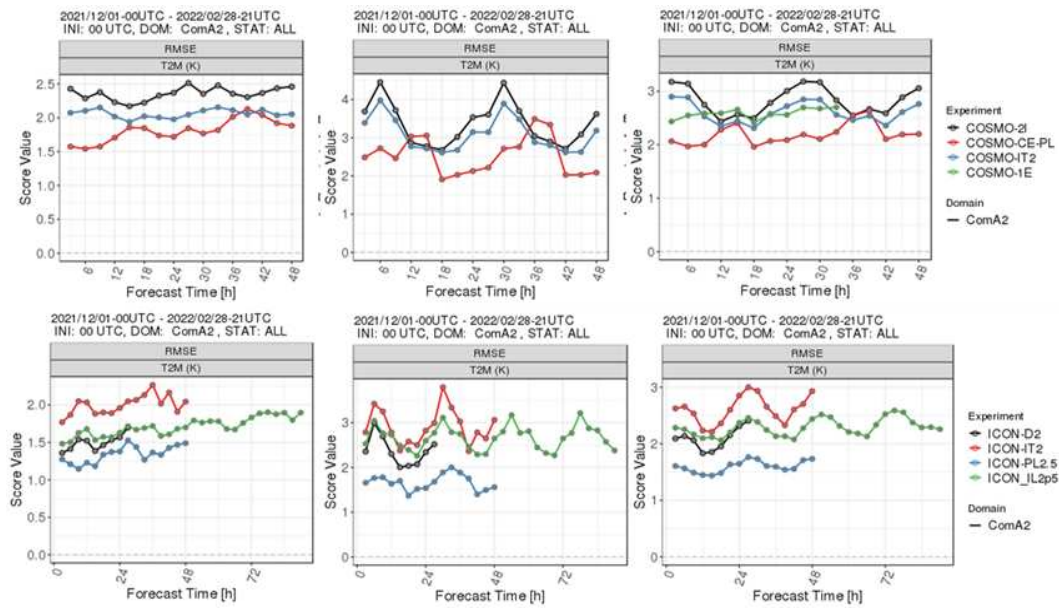 2021/12/01-00UTC - 2022/02/28-21UTC
INI: 00 UTC, DOM: ComA2 , STAT: ALL
RMSE
T2M (K)
Score Value
2.5
2.0
1.5
1.0
0.5
0.0
6 12 18 24 30 36 42 48
Forecast Time [h]
2021/12/01-00UTC - 2022/02/28-21UTC
INI: 00 UTC, DOM: ComA2 , STAT: ALL
RMSE
T2M (K)
Score Value
4
3
2
1
0
6 12 18 24 30 36 42 48
Forecast Time [h]
2021/12/01-00UTC - 2022/02/28-21UTC
INI: 00 UTC, DOM: ComA2 , STAT: ALL
RMSE
T2M (K)
Score Value
3
2
1
0
6 12 18 24 30 36 42 48
Forecast Time [h]
Experiment
COSMO-2I
COSMO-CE-PL
COSMO-IT2
COSMO-1E
Domain
ComA2
2021/12/01-00UTC - 2022/02/28-21UTC
INI: 00 UTC, DOM: ComA2 , STAT: ALL
RMSE
T2M (K)
Score Value
2.0
1.5
1.0
0.5
0.0
0 24 48 72
Forecast Time [h]
2021/12/01-00UTC - 2022/02/28-21UTC
INI: 00 UTC, DOM: ComA2 , STAT: ALL
RMSE
T2M (K)
Score Value
3
2
1
0
0 24 48 72
Forecast Time [h]
2021/12/01-00UTC - 2022/02/28-21UTC
INI: 00 UTC, DOM: ComA2 , STAT: ALL
RMSE
T2M (K)
Score Value
3
2
1
0
0 24 48 72
Forecast Time [h]
Experiment
ICON-D2
ICON-IT2
ICON-PL2.5
ICON_IL2p5
Domain
ComA2